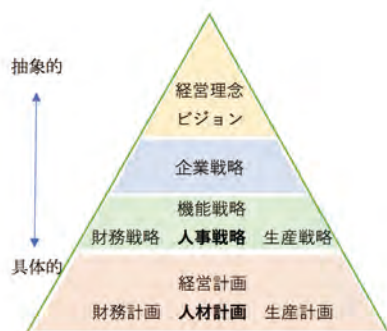 抽象的
経営理念
ビジョン
企業戦略
機能戦略
財務戦略 人事戦略 生産戦略
具体的
経営計画
財務計画 人材計画 生産計画